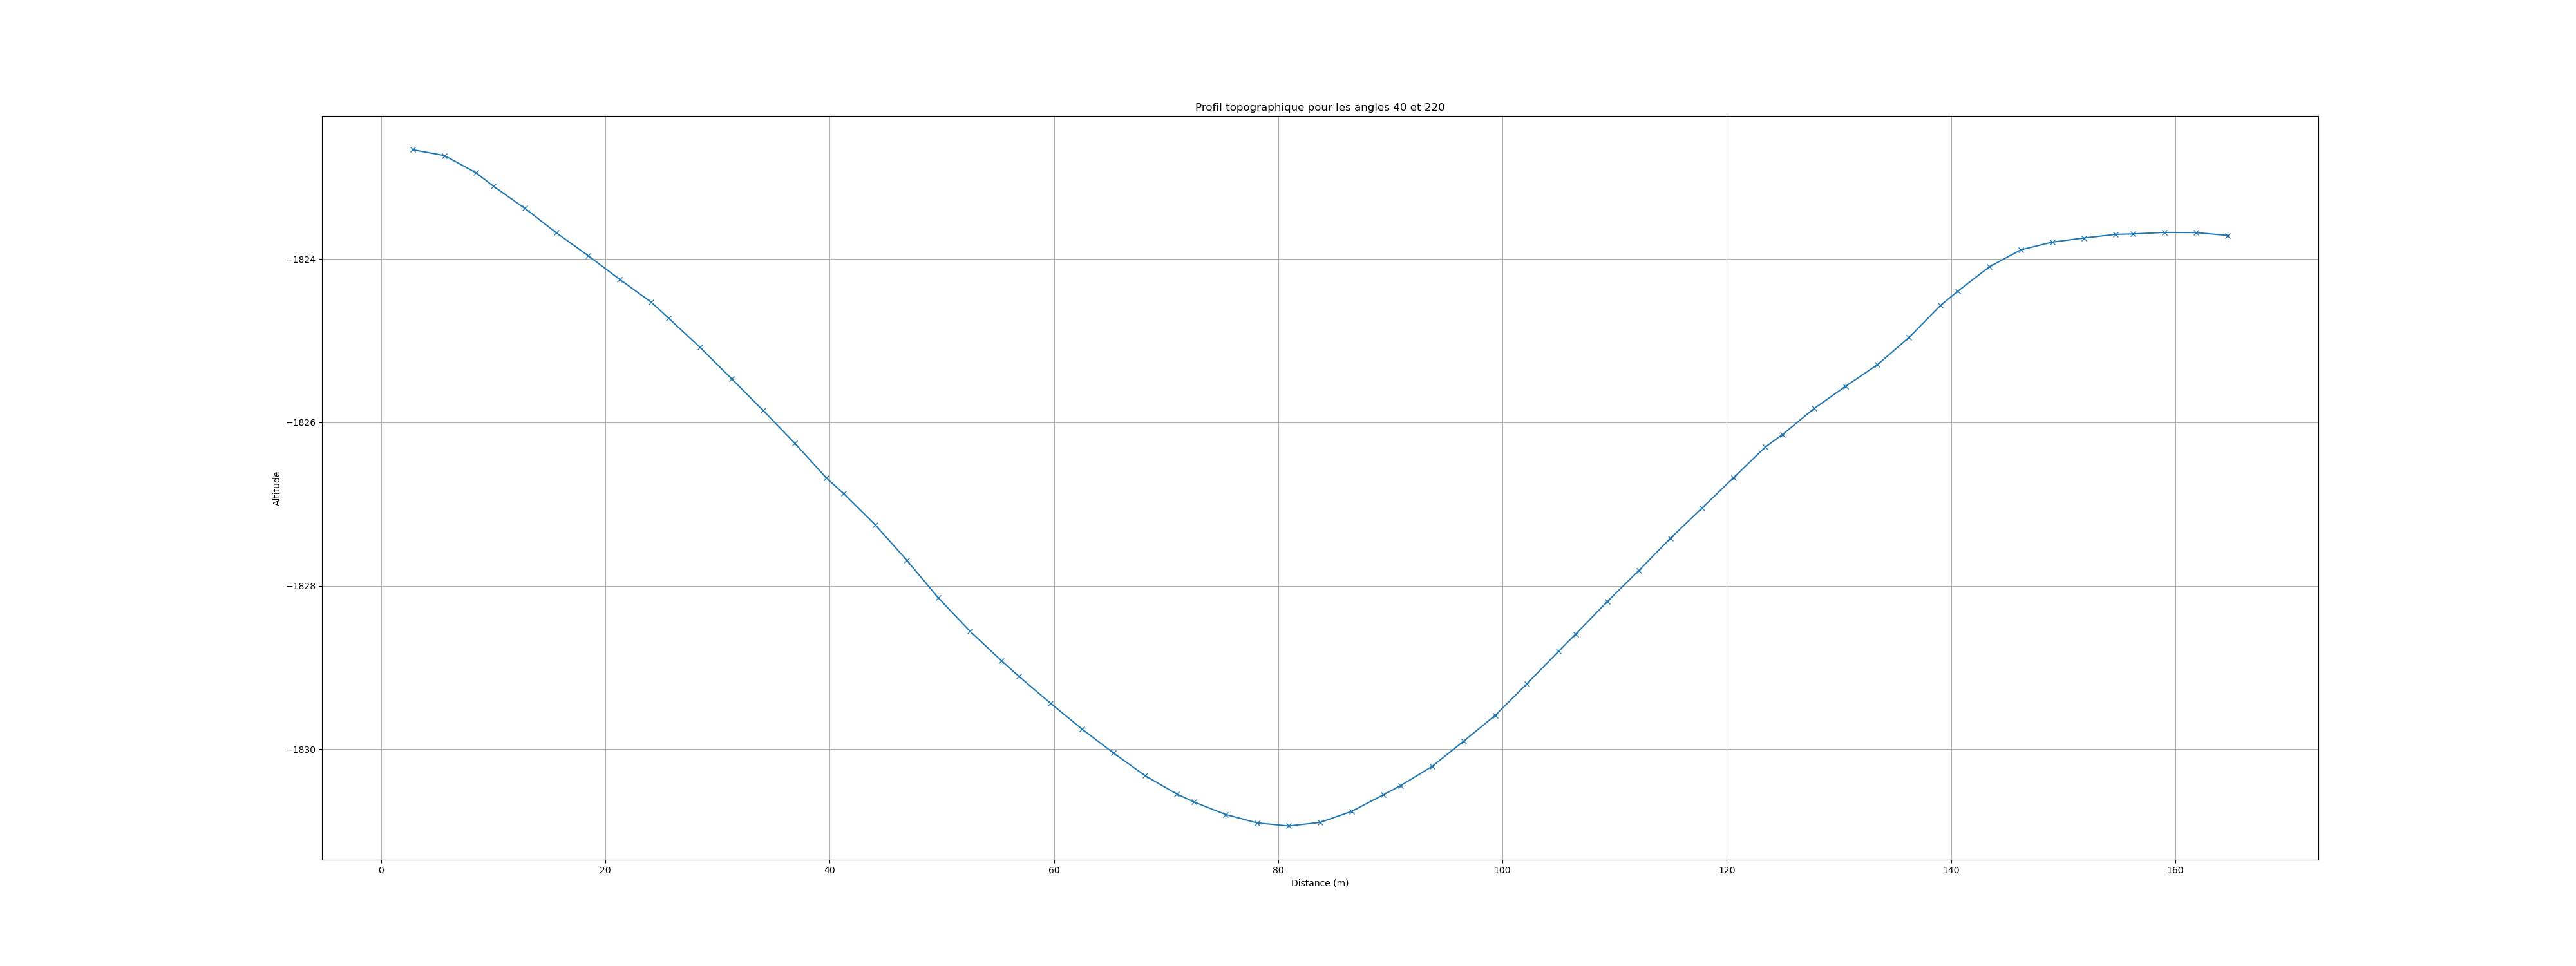 Profil topographique pour les angles 40 et 220
−1824
−1826
−1828
−1830
Altitude
0 20 40 60 80 100 120 140 160
Distance (m)